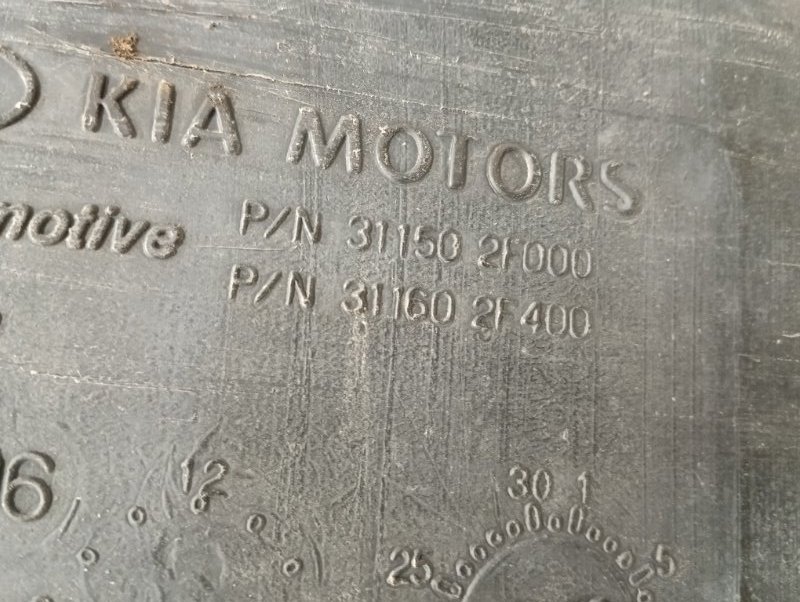 KIA MOTORS
motive P/N 31150 2F000
P/N 31160 2F400
06
12
30 1
25 5